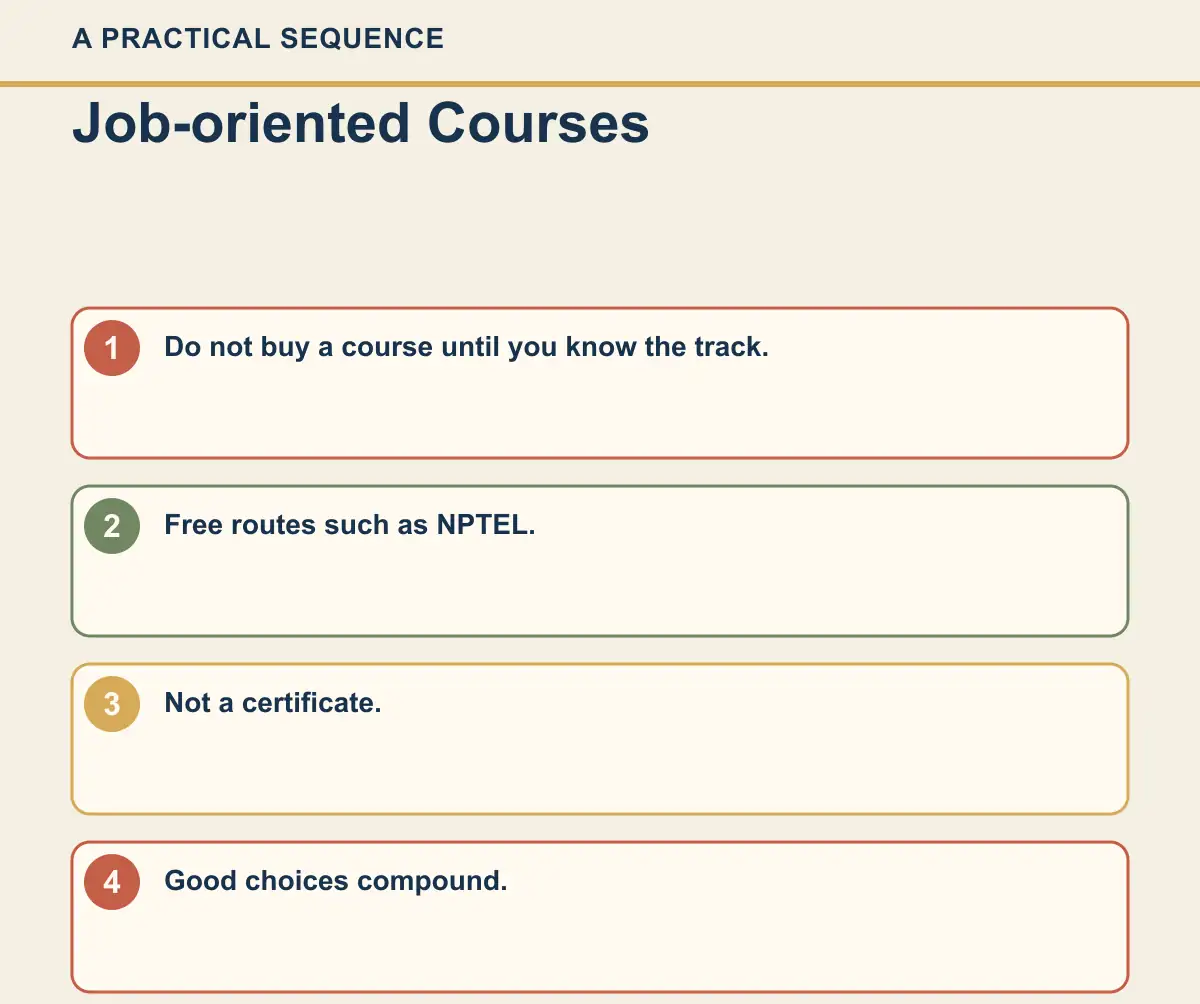 A PRACTICAL SEQUENCE
Job-oriented Courses
1
Do not buy a course until you know the track.
2
Free routes such as NPTEL.
3
Not a certificate.
4
Good choices compound.